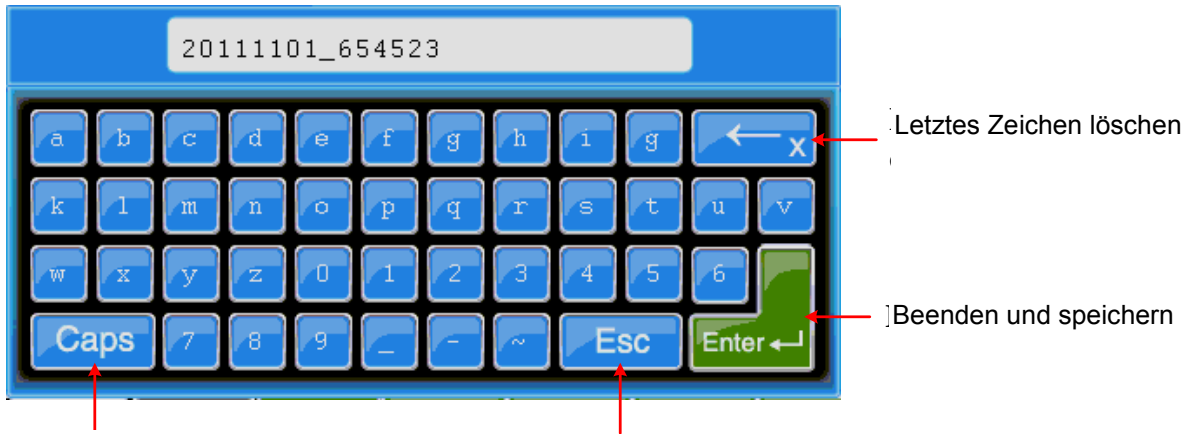 20111101_654523
a b c d e f g h i g ← x
Letztes Zeichen löschen
k l m n o p q r s t u v
w x y z 0 1 2 3 4 5 6
Beenden und speichern
Caps 7 8 9 _ - ~ Esc Enter